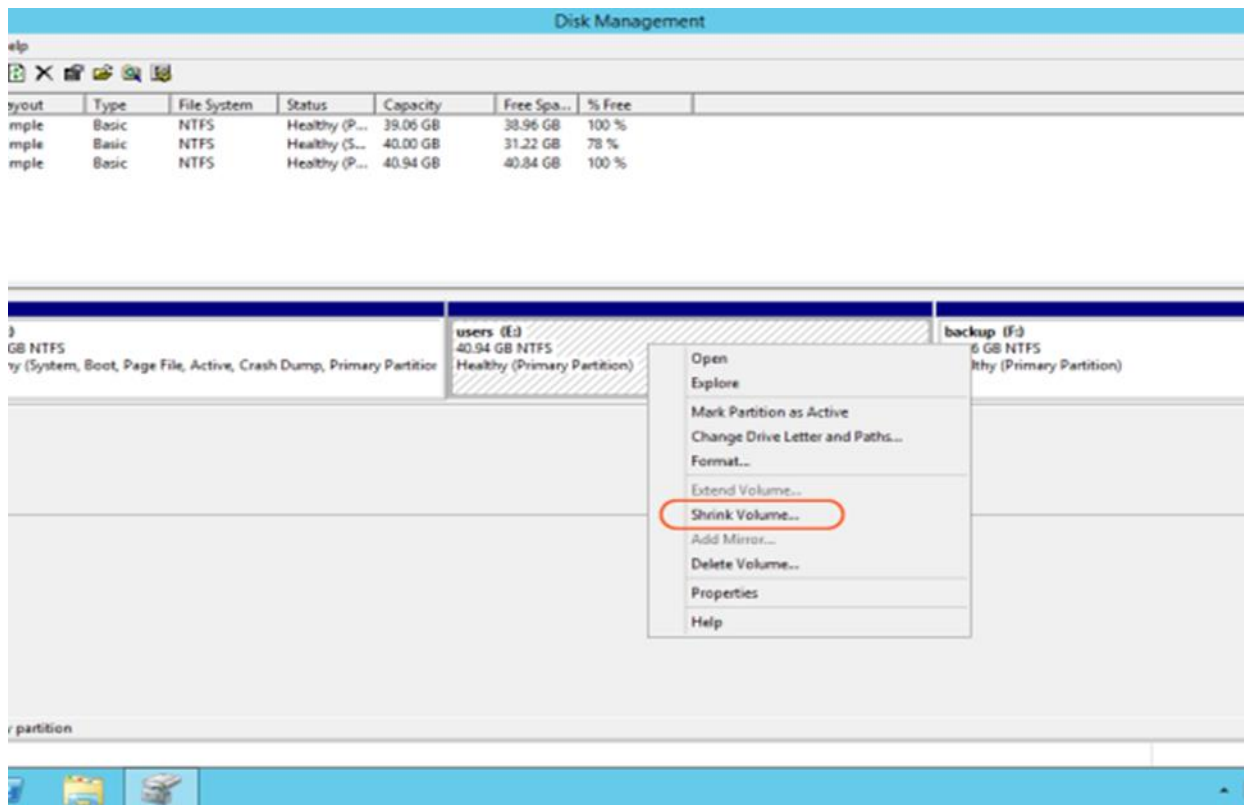 Disk Management
elp
ayout Type File System Status Capacity Free Spa... % Free
mple Basic NTFS Healthy (P... 39.06 GB 38.96 GB 100 %
mple Basic NTFS Healthy (S... 40.00 GB 31.22 GB 78 %
mple Basic NTFS Healthy (P... 40.94 GB 40.84 GB 100 %
:)
GB NTFS
hy (System, Boot, Page File, Active, Crash Dump, Primary Partition
users (E:)
40.94 GB NTFS
Healthy (Primary Partition)
backup (F:)
6 GB NTFS
lthy (Primary Partition)
Open
Explore
Mark Partition as Active
Change Drive Letter and Paths...
Format...
Extend Volume...
Shrink Volume...
Add Mirror...
Delete Volume...
Properties
Help
y partition